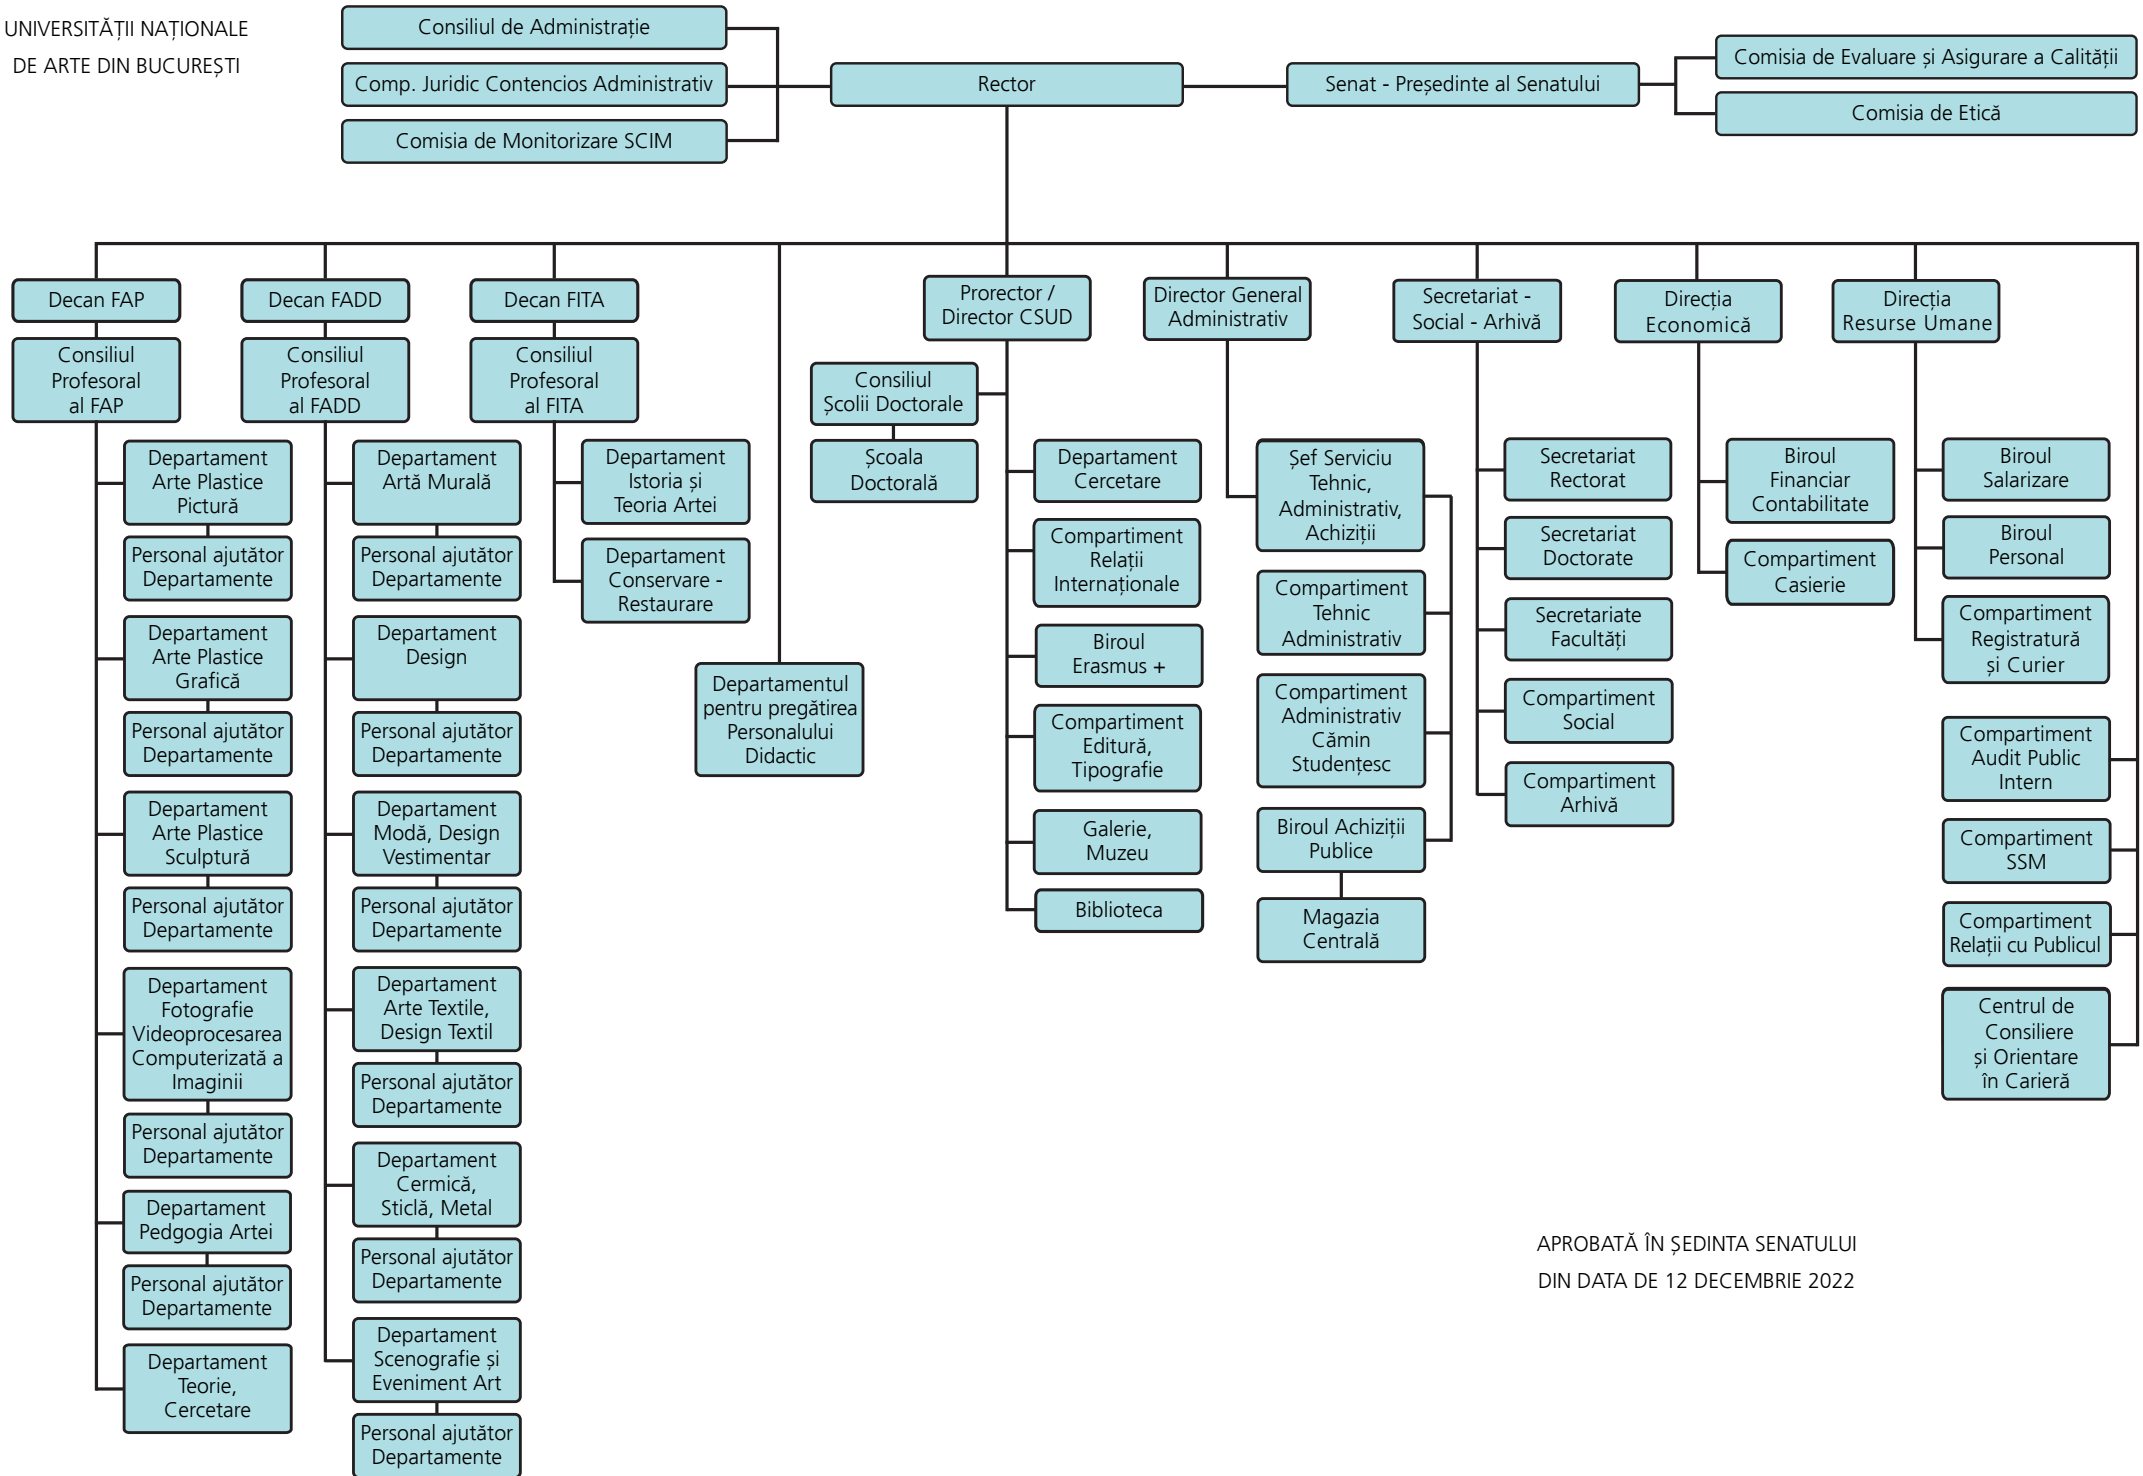 UNIVERSITĂȚII NAȚIONALE
DE ARTE DIN BUCUREȘTI
Consiliul de Administrație
Comp. Juridic Contencios Administrativ
Comisia de Monitorizare SCIM
Rector
Senat - Președinte al Senatului
Comisia de Evaluare și Asigurare a Calității
Comisia de Etică
Decan FAP
Consiliul
Profesoral
al FAP
Departament
Arte Plastice
Pictură
Personal ajutător
Departamente
Departament
Arte Plastice
Grafică
Personal ajutător
Departamente
Departament
Arte Plastice
Sculptură
Personal ajutător
Departamente
Departament
Fotografie
Videoprocesarea
Computerizată a
Imaginii
Personal ajutător
Departamente
Departament
Pedgogia Artei
Personal ajutător
Departamente
Departament
Teorie,
Cercetare
Decan FADD
Consiliul
Profesoral
al FADD
Departament
Artă Murală
Personal ajutător
Departamente
Departament
Design
Personal ajutător
Departamente
Departament
Modă, Design
Vestimentar
Personal ajutător
Departamente
Departament
Arte Textile,
Design Textil
Personal ajutător
Departamente
Departament
Cermică,
Sticlă, Metal
Personal ajutător
Departamente
Departament
Scenografie și
Eveniment Art
Personal ajutător
Departamente
Decan FITA
Consiliul
Profesoral
al FITA
Departament
Istoria și
Teoria Artei
Departament
Conservare -
Restaurare
Departamentul
pentru pregătirea
Personalului
Didactic
Prorector /
Director CSUD
Consiliul
Școlii Doctorale
Școala
Doctorală
Departament
Cercetare
Compartiment
Relații
Internaționale
Biroul
Erasmus +
Compartiment
Editură,
Tipografie
Galerie,
Muzeu
Biblioteca
Director General
Administrativ
Șef Serviciu
Tehnic,
Administrativ,
Achiziții
Compartiment
Tehnic
Administrativ
Compartiment
Administrativ
Cămin
Studențesc
Biroul Achiziții
Publice
Magazia
Centrală
Secretariat -
Social - Arhivă
Secretariat
Rectorat
Secretariat
Doctorate
Secretariate
Facultăți
Compartiment
Social
Compartiment
Arhivă
Direcția
Economică
Biroul
Financiar
Contabilitate
Compartiment
Casierie
Direcția
Resurse Umane
Biroul
Salarizare
Biroul
Personal
Compartiment
Registratură
și Curier
Compartiment
Audit Public
Intern
Compartiment
SSM
Compartiment
Relații cu Publicul
Centrul de
Consiliere
și Orientare
în Carieră
APROBATĂ ÎN ȘEDINTA SENATULUI
DIN DATA DE 12 DECEMBRIE 2022